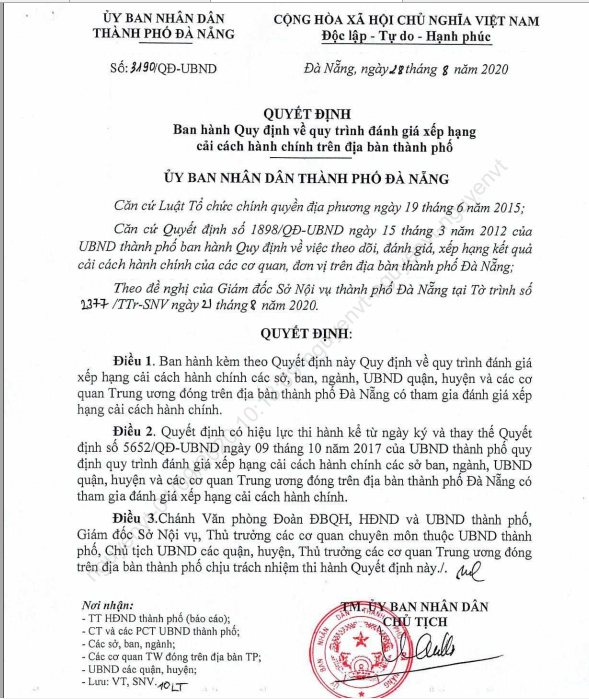 ỦY BAN NHÂN DÂN
THÀNH PHỐ ĐÀ NẴNG
CỘNG HÒA XÃ HỘI CHỦ NGHĨA VIỆT NAM
Độc lập - Tự do - Hạnh phúc
Số: 3190/QĐ-UBND
Đà Nẵng, ngày 28 tháng 8 năm 2020
QUYẾT ĐỊNH
Ban hành Quy định về quy trình đánh giá xếp hạng
cải cách hành chính trên địa bàn thành phố
ỦY BAN NHÂN DÂN THÀNH PHỐ ĐÀ NẴNG
Căn cứ Luật Tổ chức chính quyền địa phương ngày 19 tháng 6 năm 2015;
Căn cứ Quyết định số 1898/QĐ-UBND ngày 15 tháng 3 năm 2012 của
UBND thành phố ban hành Quy định về việc theo dõi, đánh giá, xếp hạng kết quả
cải cách hành chính của các cơ quan, đơn vị trên địa bàn thành phố Đà Nẵng;
Theo đề nghị của Giám đốc Sở Nội vụ thành phố Đà Nẵng tại Tờ trình số
2377/TTr-SNV ngày 21 tháng 8 năm 2020.
QUYẾT ĐỊNH:
Điều 1. Ban hành kèm theo Quyết định này Quy định về quy trình đánh giá
xếp hạng cải cách hành chính các sở, ban, ngành, UBND quận, huyện và các cơ
quan Trung ương đóng trên địa bàn thành phố Đà Nẵng có tham gia đánh giá xếp
hạng cải cách hành chính.
Điều 2. Quyết định có hiệu lực thi hành kể từ ngày ký và thay thế Quyết
định số 5652/QĐ-UBND ngày 09 tháng 10 năm 2017 của UBND thành phố quy
định quy trình đánh giá xếp hạng cải cách hành chính các sở ban, ngành, UBND
quận, huyện và các cơ quan Trung ương đóng trên địa bàn thành phố Đà Nẵng có
tham gia đánh giá xếp hạng cải cách hành chính.
Điều 3.Chánh Văn phòng Đoàn ĐBQH, HĐND và UBND thành phố,
Giám đốc Sở Nội vụ, Thủ trưởng các cơ quan chuyên môn thuộc UBND thành
phố, Chủ tịch UBND các quận, huyện, Thủ trưởng các cơ quan Trung ương đóng
trên địa bàn thành phố chịu trách nhiệm thi hành Quyết định này./.
Nơi nhận:
- TT HĐND thành phố (báo cáo);
- CT và các PCT UBND thành phố;
- Các sở, ban, ngành;
- Các cơ quan TW đóng trên địa bàn TP;
- UBND các quận, huyện;
- Lưu: VT, SNV. 10LT
TM. ỦY BAN NHÂN DÂN
CHỦ TỊCH